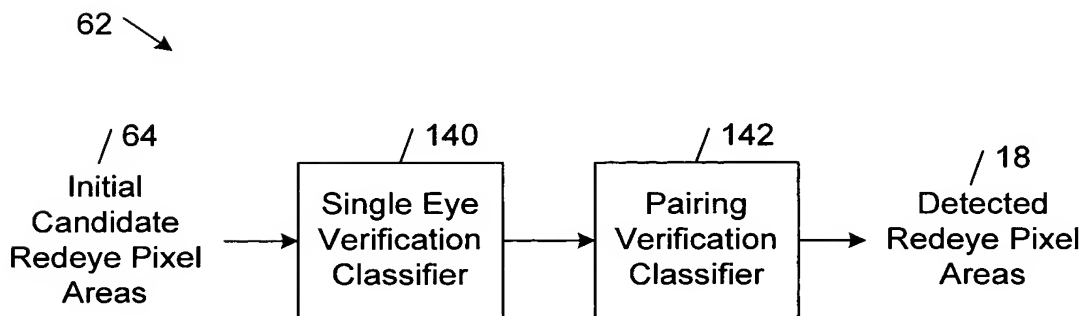 62
64
Initial
Candidate
Redeye Pixel
Areas
140
Single Eye
Verification
Classifier
142
Pairing
Verification
Classifier
18
Detected
Redeye Pixel
Areas